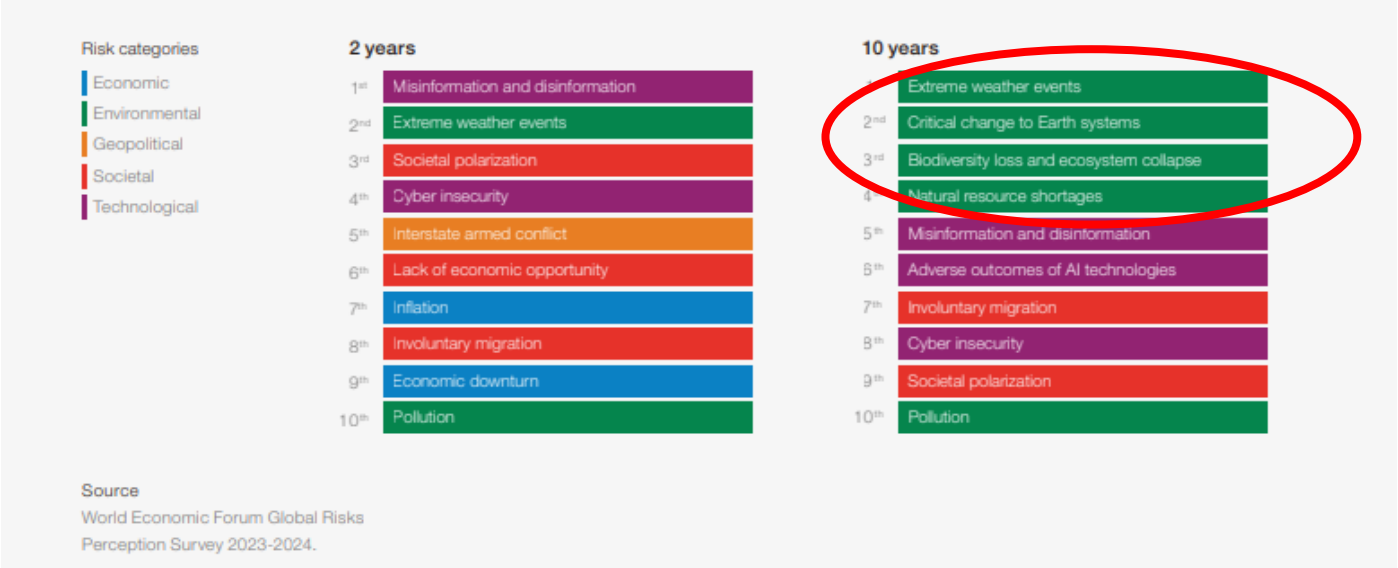 Risk categories
Economic
Environmental
Geopolitical
Societal
Technological
2 years
1st Misinformation and disinformation
2nd Extreme weather events
3rd Societal polarization
4th Cyber insecurity
5th Interstate armed conflict
6th Lack of economic opportunity
7th Inflation
8th Involuntary migration
9th Economic downturn
10th Pollution
10 years
Extreme weather events
2nd Critical change to Earth systems
3rd Biodiversity loss and ecosystem collapse
4th Natural resource shortages
5th Misinformation and disinformation
6th Adverse outcomes of AI technologies
7th Involuntary migration
8th Cyber insecurity
9th Societal polarization
10th Pollution
Source
World Economic Forum Global Risks
Perception Survey 2023-2024.